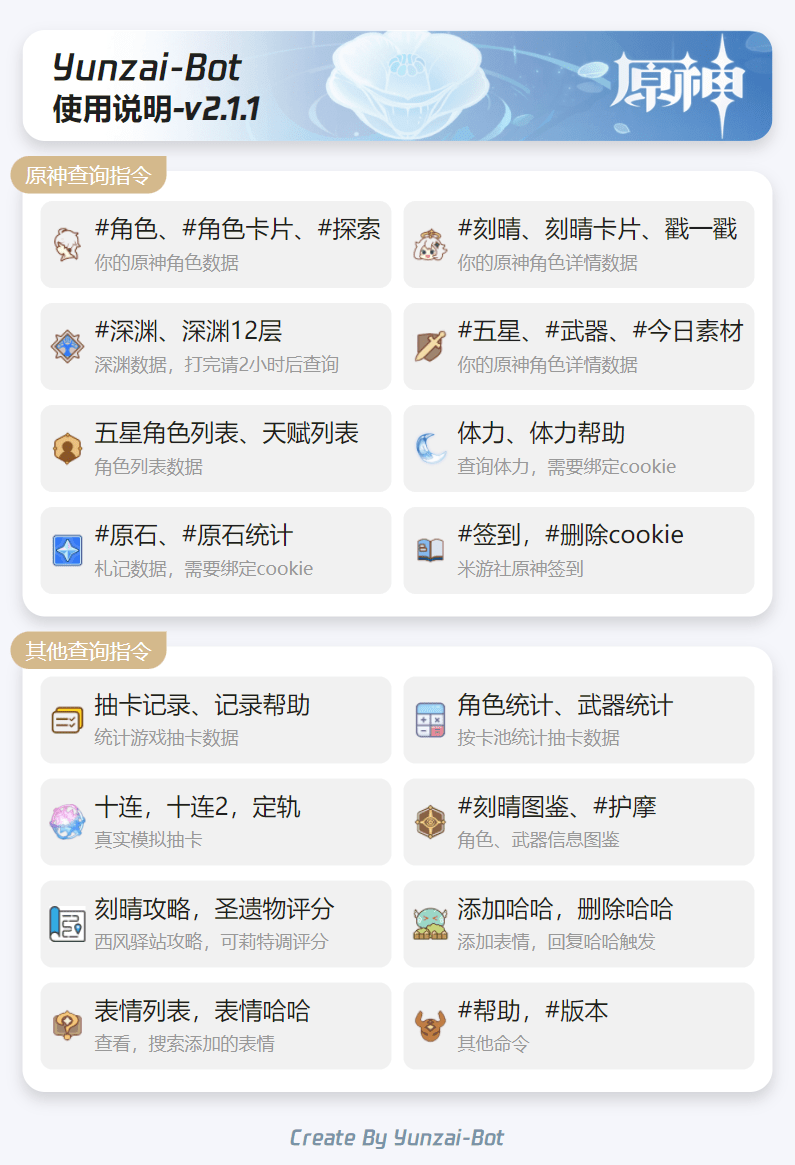 Yunzai-Bot
使用说明-v2.1.1
原神
原神查询指令
#角色、#角色卡片、#探索
你的原神角色数据
#刻晴、刻晴卡片、戳一戳
你的原神角色详情数据
#深渊、深渊12层
深渊数据，打完请2小时后查询
#五星、#武器、#今日素材
你的原神角色详情数据
五星角色列表、天赋列表
角色列表数据
体力、体力帮助
查询体力，需要绑定cookie
#原石、#原石统计
札记数据，需要绑定cookie
#签到，#删除cookie
米游社原神签到
其他查询指令
抽卡记录、记录帮助
统计游戏抽卡数据
角色统计、武器统计
按卡池统计抽卡数据
十连，十连2，定轨
真实模拟抽卡
#刻晴图鉴、#护摩
角色、武器信息图鉴
刻晴攻略，圣遗物评分
西风驿站攻略，可莉特调评分
添加哈哈，删除哈哈
添加表情，回复哈哈触发
表情列表，表情哈哈
查看，搜索添加的表情
#帮助，#版本
其他命令
Create By Yunzai-Bot